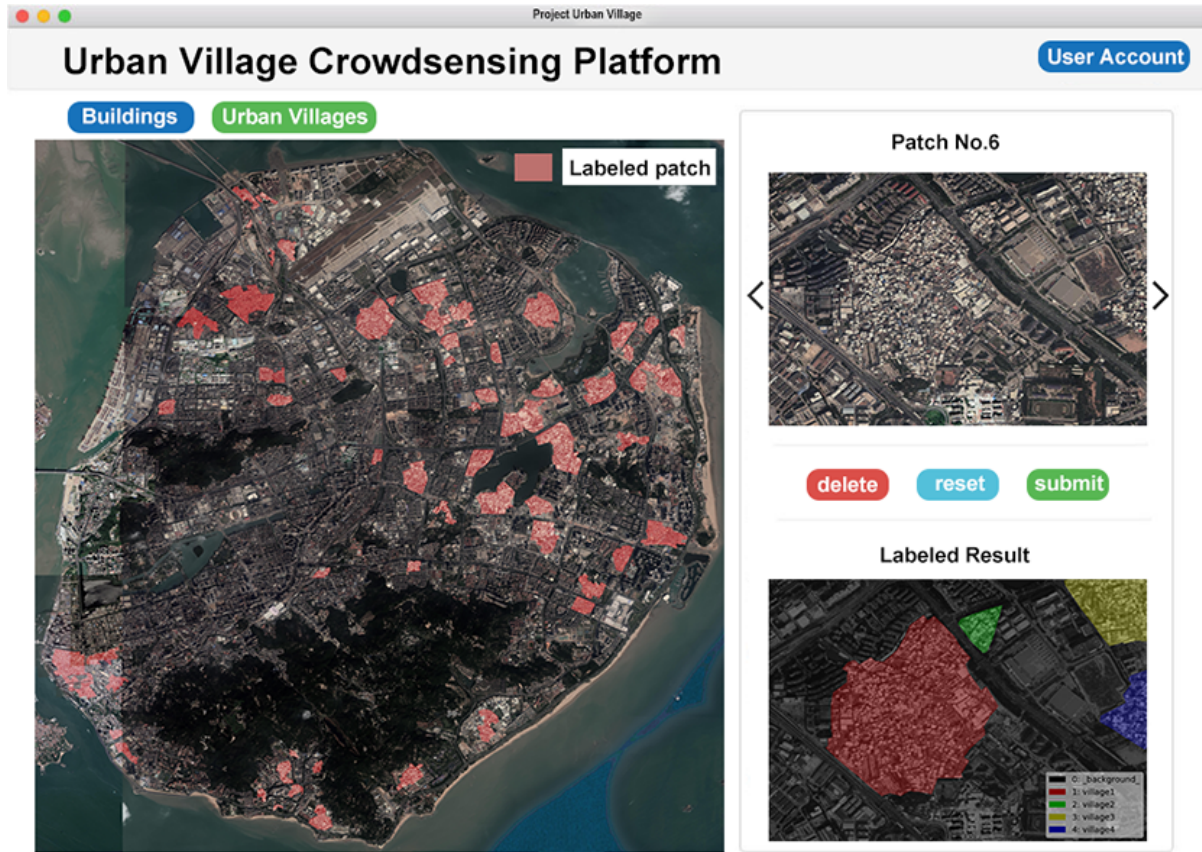 Project Urban Village
Urban Village Crowdsensing Platform
User Account
Buildings
Urban Villages
Labeled patch
Patch No.6
delete
reset
submit
Labeled Result
0: _background_
1: village1
2: village2
3: village3
4: village4